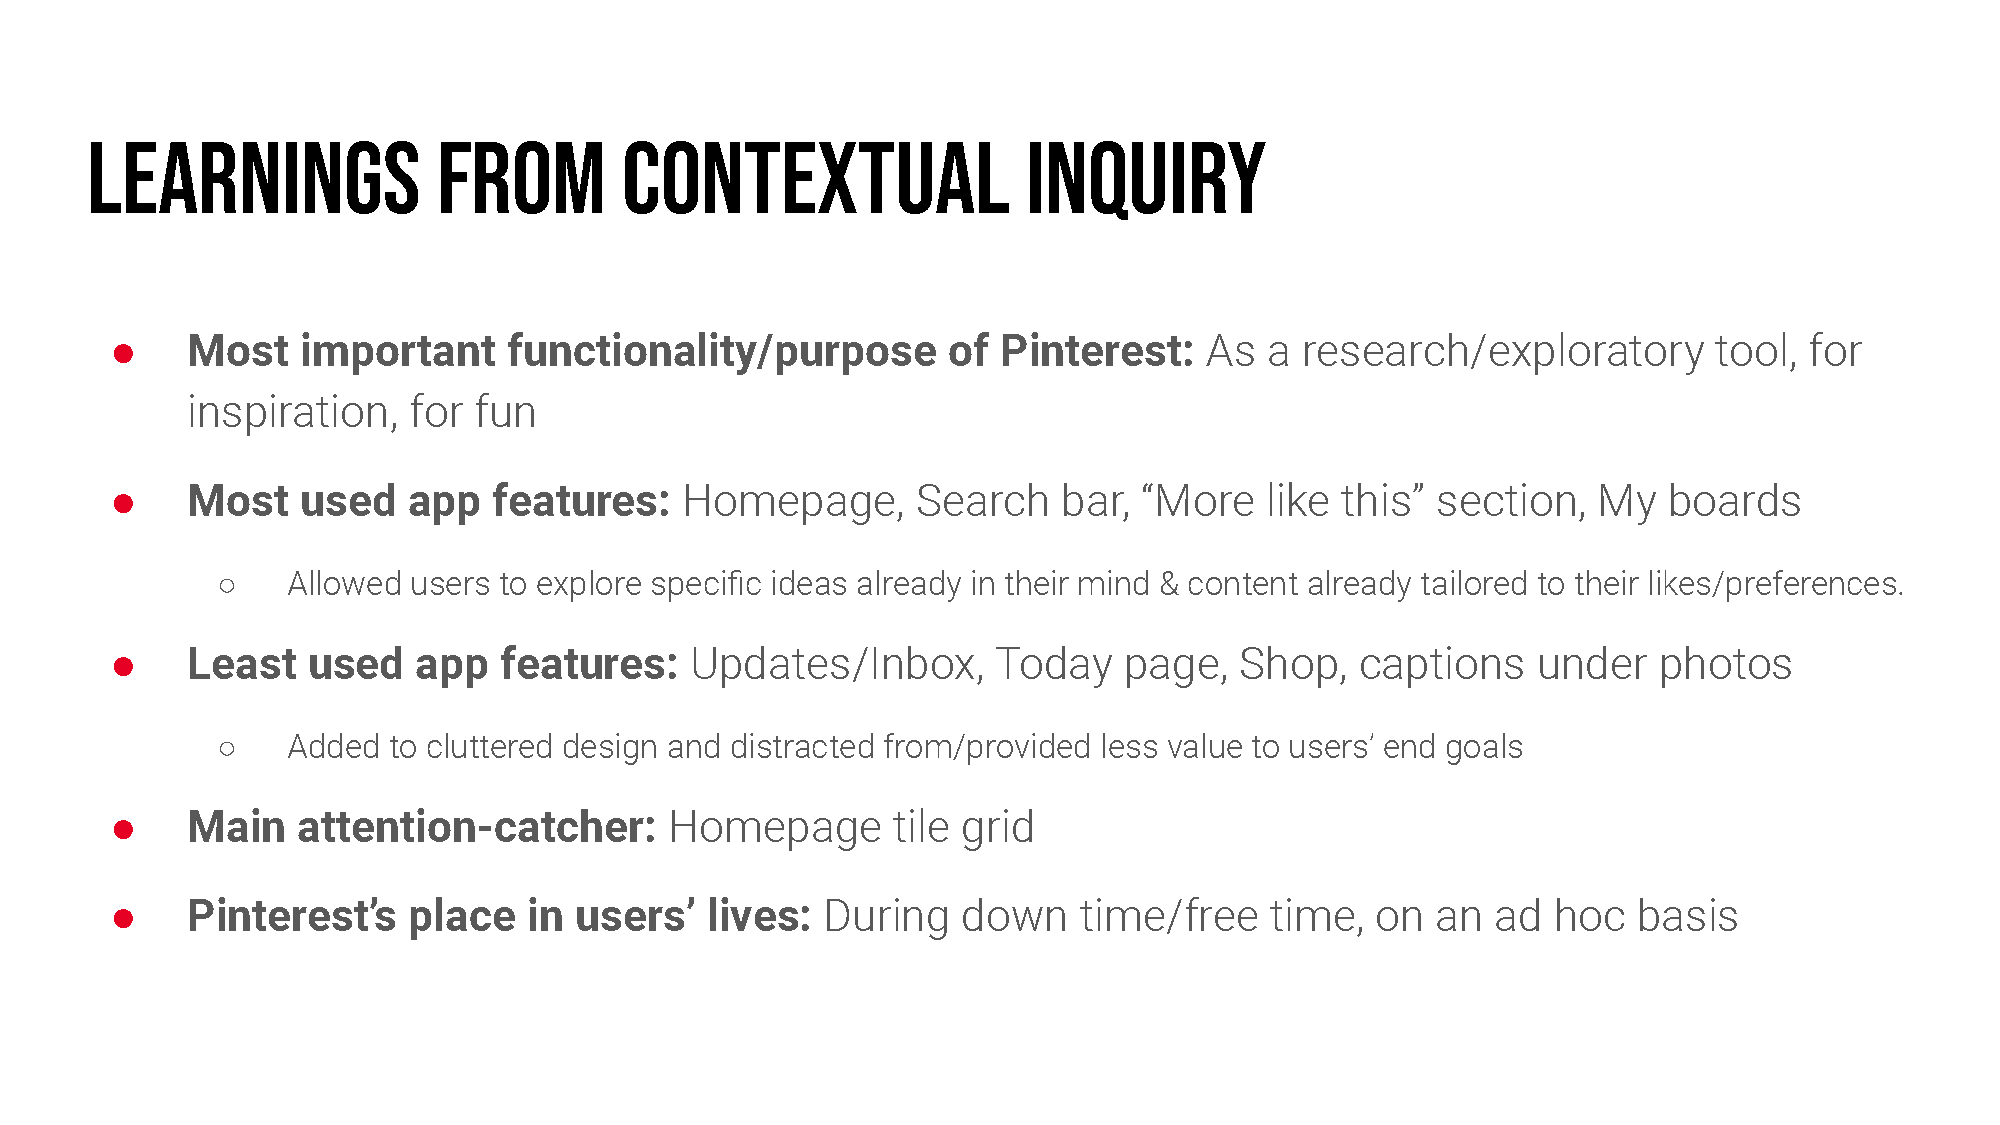 LEARNINGS FROM CONTEXTUAL INQUIRY
● Most important functionality/purpose of Pinterest: As a research/exploratory tool, for
inspiration, for fun
● Most used app features: Homepage, Search bar, “More like this” section, My boards
○ Allowed users to explore specific ideas already in their mind & content already tailored to their likes/preferences.
● Least used app features: Updates/Inbox, Today page, Shop, captions under photos
○ Added to cluttered design and distracted from/provided less value to users’ end goals
● Main attention-catcher: Homepage tile grid
● Pinterest’s place in users’ lives: During down time/free time, on an ad hoc basis